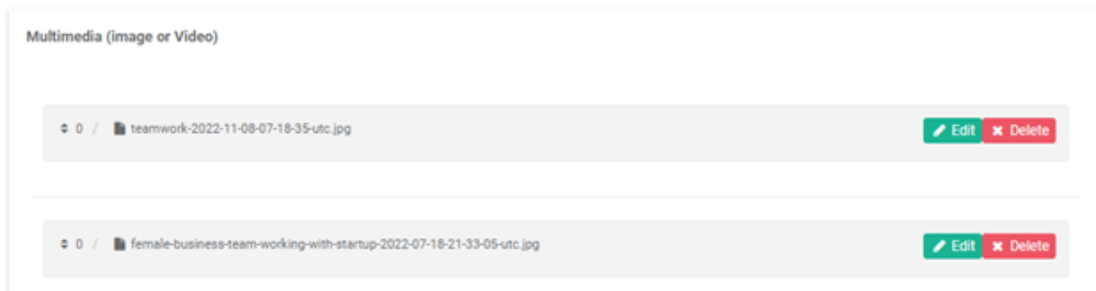 Multimedia (image or Video)
0 / teamwork-2022-11-08-07-18-35-utc.jpg Edit Delete
0 / female-business-team-working-with-startup-2022-07-18-21-33-05-utc.jpg Edit Delete